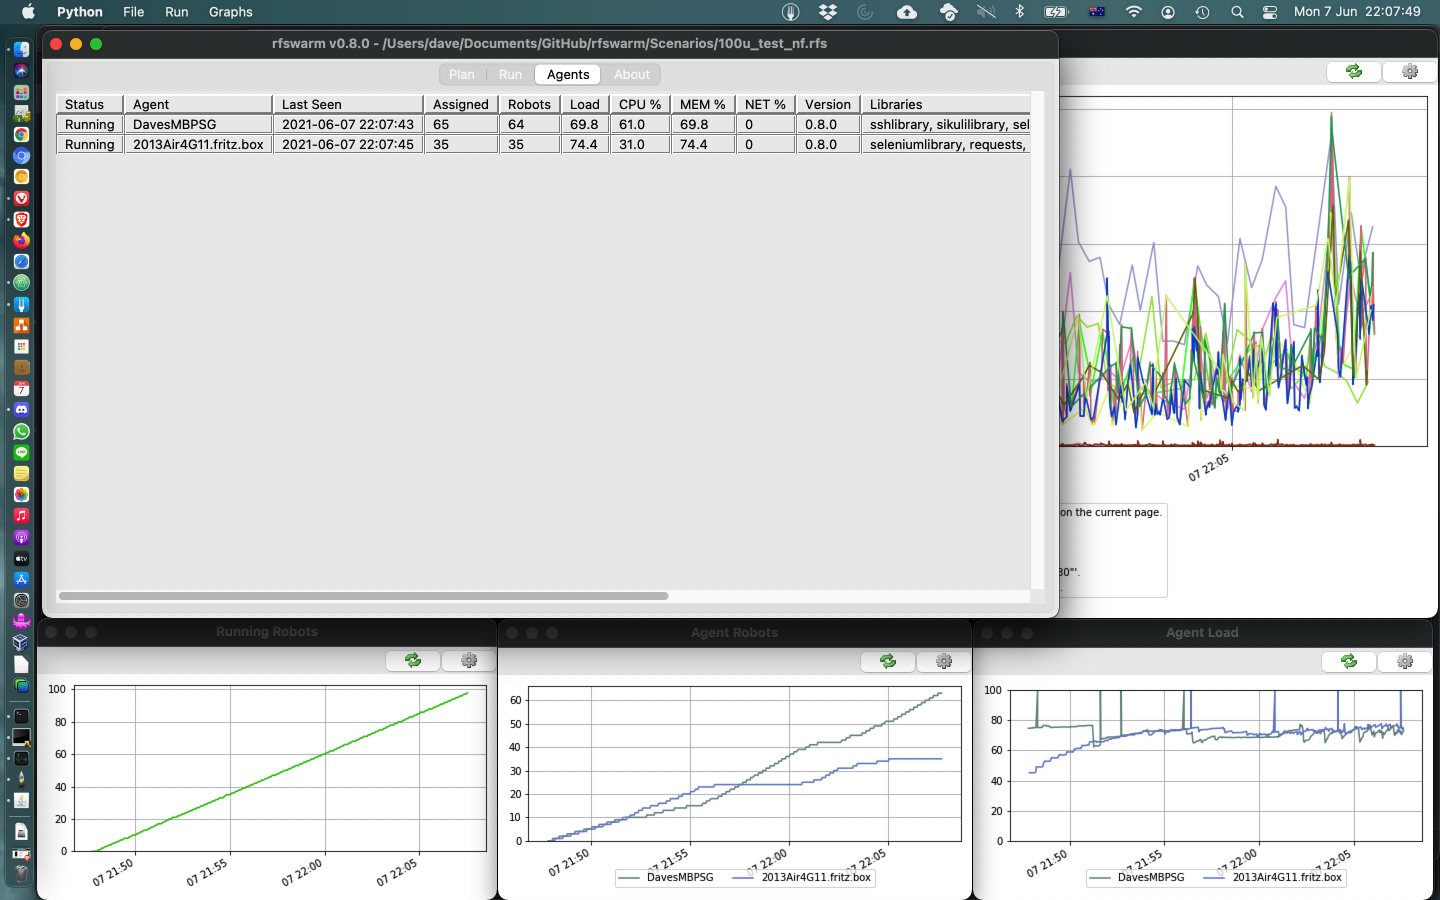 Python File Run Graphs Mon 7 Jun 22:07:49
rfswarm v0.8.0 - /Users/dave/Documents/GitHub/rfswarm/Scenarios/100u_test_nf.rfs
Plan Run Agents About
Status Agent Last Seen Assigned Robots Load CPU % MEM % NET % Version Libraries
Running DavesMBPSG 2021-06-07 22:07:43 65 64 69.8 61.0 69.8 0 0.8.0 sshlibrary, sikulilibrary, sel
Running 2013Air4G11.fritz.box 2021-06-07 22:07:45 35 35 74.4 31.0 74.4 0 0.8.0 seleniumlibrary, requests,
07 22:05
on the current page.
30"'.
Running Robots
100
80
60
40
20
0
07 21:50 07 21:55 07 22:00 07 22:05
Agent Robots
60
50
40
30
20
10
0
07 21:50 07 21:55 07 22:00 07 22:05
DavesMBPSG 2013Air4G11.fritz.box
Agent Load
100
80
60
40
20
0
07 21:50 07 21:55 07 22:00 07 22:05
DavesMBPSG 2013Air4G11.fritz.box